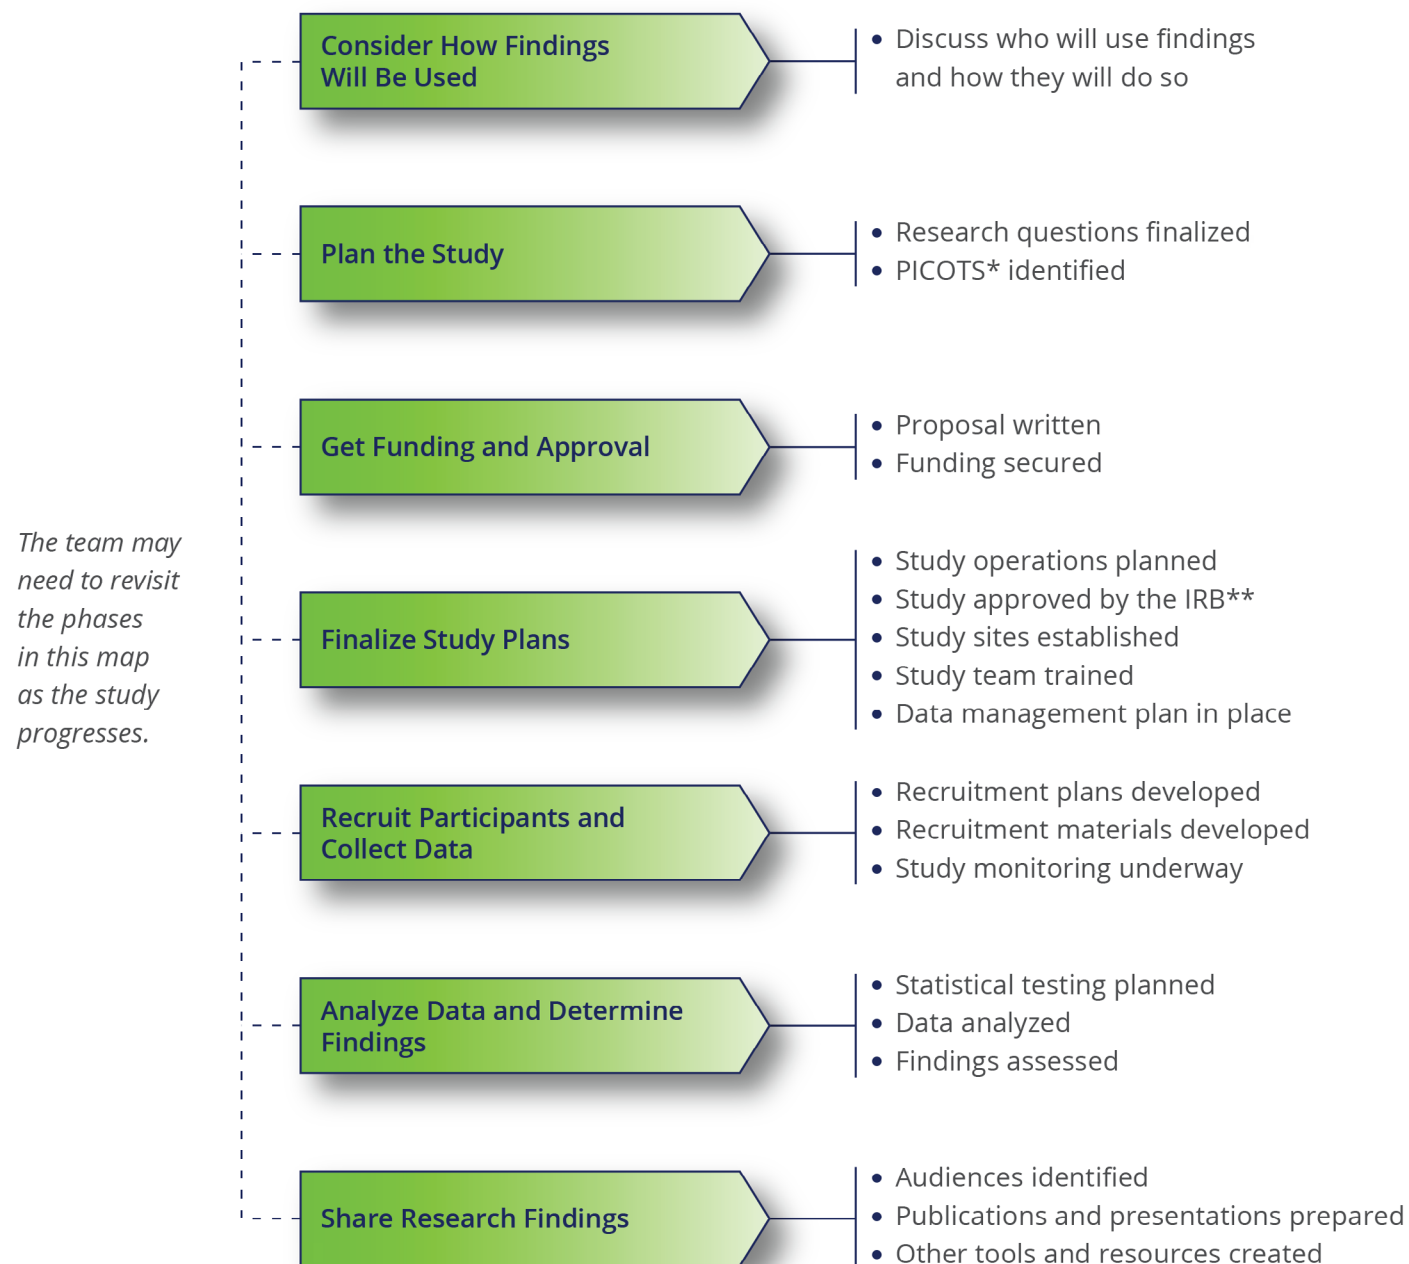 Consider How Findings
Will Be Used
• Discuss who will use findings
and how they will do so
Plan the Study
• Research questions finalized
• PICOTS* identified
Get Funding and Approval
• Proposal written
• Funding secured
The team may
need to revisit
the phases
in this map
as the study
progresses.
Finalize Study Plans
• Study operations planned
• Study approved by the IRB**
• Study sites established
• Study team trained
• Data management plan in place
Recruit Participants and
Collect Data
• Recruitment plans developed
• Recruitment materials developed
• Study monitoring underway
Analyze Data and Determine
Findings
• Statistical testing planned
• Data analyzed
• Findings assessed
Share Research Findings
• Audiences identified
• Publications and presentations prepared
• Other tools and resources created